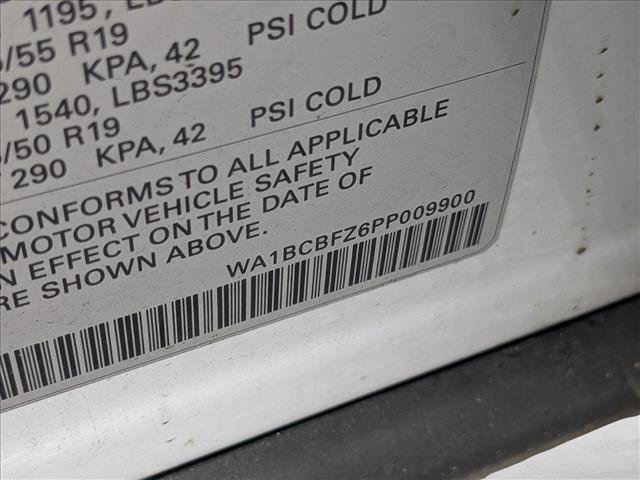 1195, LBS
/55 R19
290 KPA, 42 PSI COLD
1540, LBS3395
/50 R19
290 KPA, 42 PSI COLD
CONFORMS TO ALL APPLICABLE
MOTOR VEHICLE SAFETY
N EFFECT ON THE DATE OF
RE SHOWN ABOVE.
WA1BCBFZ6PP009900